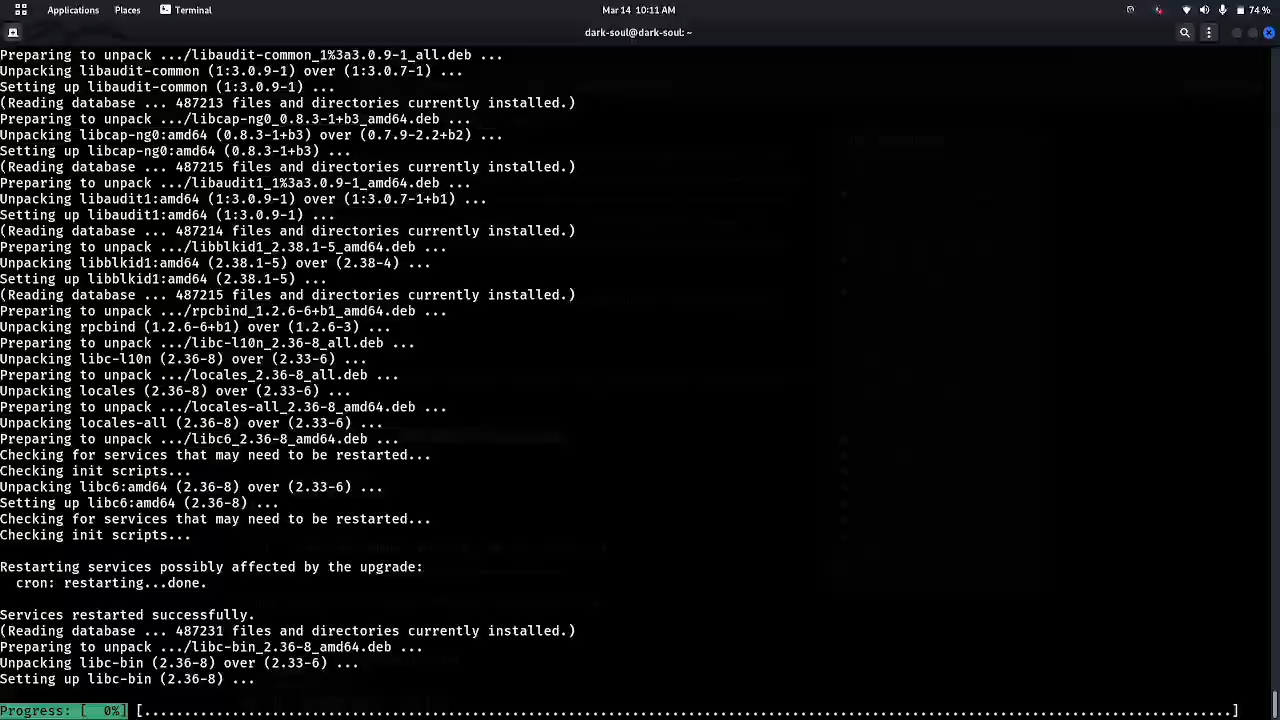 Applications Places Terminal Mar 14 10:11 AM 74 %
dark-soul@dark-soul: ~
Preparing to unpack .../libaudit-common_1%3a3.0.9-1_all.deb ...
Unpacking libaudit-common (1:3.0.9-1) over (1:3.0.7-1) ...
Setting up libaudit-common (1:3.0.9-1) ...
(Reading database ... 487213 files and directories currently installed.)
Preparing to unpack .../libcap-ng0_0.8.3-1+b3_amd64.deb ...
Unpacking libcap-ng0:amd64 (0.8.3-1+b3) over (0.7.9-2.2+b2) ...
Setting up libcap-ng0:amd64 (0.8.3-1+b3) ...
(Reading database ... 487215 files and directories currently installed.)
Preparing to unpack .../libaudit1_1%3a3.0.9-1_amd64.deb ...
Unpacking libaudit1:amd64 (1:3.0.9-1) over (1:3.0.7-1+b1) ...
Setting up libaudit1:amd64 (1:3.0.9-1) ...
(Reading database ... 487214 files and directories currently installed.)
Preparing to unpack .../libblkid1_2.38.1-5_amd64.deb ...
Unpacking libblkid1:amd64 (2.38.1-5) over (2.38-4) ...
Setting up libblkid1:amd64 (2.38.1-5) ...
(Reading database ... 487215 files and directories currently installed.)
Preparing to unpack .../rpcbind_1.2.6-6+b1_amd64.deb ...
Unpacking rpcbind (1.2.6-6+b1) over (1.2.6-3) ...
Preparing to unpack .../libc-l10n_2.36-8_all.deb ...
Unpacking libc-l10n (2.36-8) over (2.33-6) ...
Preparing to unpack .../locales_2.36-8_all.deb ...
Unpacking locales (2.36-8) over (2.33-6) ...
Preparing to unpack .../locales-all_2.36-8_amd64.deb ...
Unpacking locales-all (2.36-8) over (2.33-6) ...
Preparing to unpack .../libc6_2.36-8_amd64.deb ...
Checking for services that may need to be restarted...
Checking init scripts...
Unpacking libc6:amd64 (2.36-8) over (2.33-6) ...
Setting up libc6:amd64 (2.36-8) ...
Checking for services that may need to be restarted...
Checking init scripts...
Restarting services possibly affected by the upgrade:
cron: restarting...done.
Services restarted successfully.
(Reading database ... 487231 files and directories currently installed.)
Preparing to unpack .../libc-bin_2.36-8_amd64.deb ...
Unpacking libc-bin (2.36-8) over (2.33-6) ...
Setting up libc-bin (2.36-8) ...
Progress: [  0%] [..........................................................................................................................................]